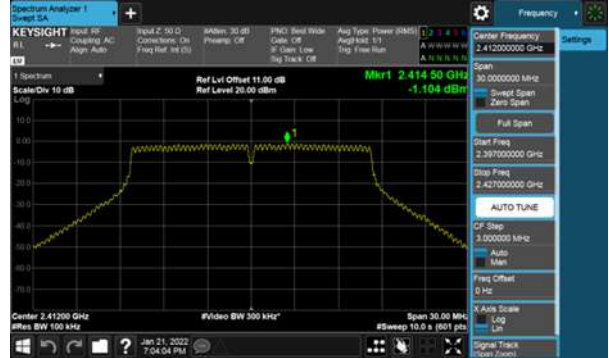 Spectrum Analyzer 1
Swept SA
+
Frequency
KEYSIGHT
Input: RF
Coupling: AC
Align: Auto
Input Z: 50 Ω
Corrections: On
Freq Ref: Int (S)
#Atten: 30 dB
Preamp: Off
PNO: Best Wide
Gate: Off
IF Gain: Low
Sig Track: Off
Avg Type: Power (RMS)
Avg|Hold: 1/1
Trig: Free Run
RL
LW
1 Spectrum
Scale/Div 10 dB
Ref Lvl Offset 11.00 dB
Ref Level 20.00 dBm
Mkr1 2.414 50 GHz
-1.104 dBm
Log
10.0
0.00
-10.0
-20.0
-30.0
-40.0
-50.0
-60.0
-70.0
1
Center 2.41200 GHz
#Res BW 100 kHz
#Video BW 300 kHz*
Span 30.00 MHz
#Sweep 10.0 s (601 pts)
Jan 21, 2022
7:04:04 PM
Center Frequency
2.412000000 GHz
Settings
Span
30.0000000 MHz
Swept Span
Zero Span
Full Span
Start Freq
2.397000000 GHz
Stop Freq
2.427000000 GHz
AUTO TUNE
CF Step
3.000000 MHz
Auto
Man
Freq Offset
0 Hz
X Axis Scale
Log
Lin
Signal Track
(Span Zoom)